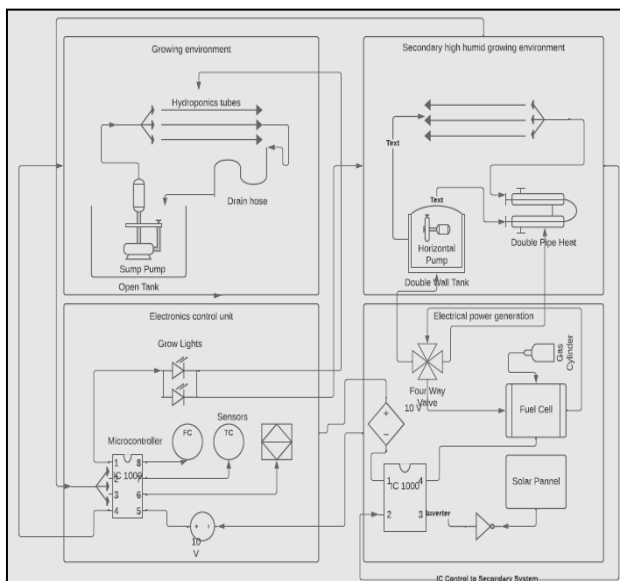 Growing environment
Hydroponics tubes
Drain hose
Sump Pump
Open Tank
Secondary high humid growing environment
Text
Text
Horizontal
Pump
Double Pipe Heat
Double Wall Tank
Electronics control unit
Grow Lights
Sensors
FC
TC
Microcontroller
1 8
IC 1000
2 7
3 6
4 5
+ -
10
V
Electrical power generation
Gas
Cylinder
Four Way
Valve
10 V
+
−
Fuel Cell
IC 1000
1 4
2 3
Inverter
Solar Pannel
IC Control to Secondary System